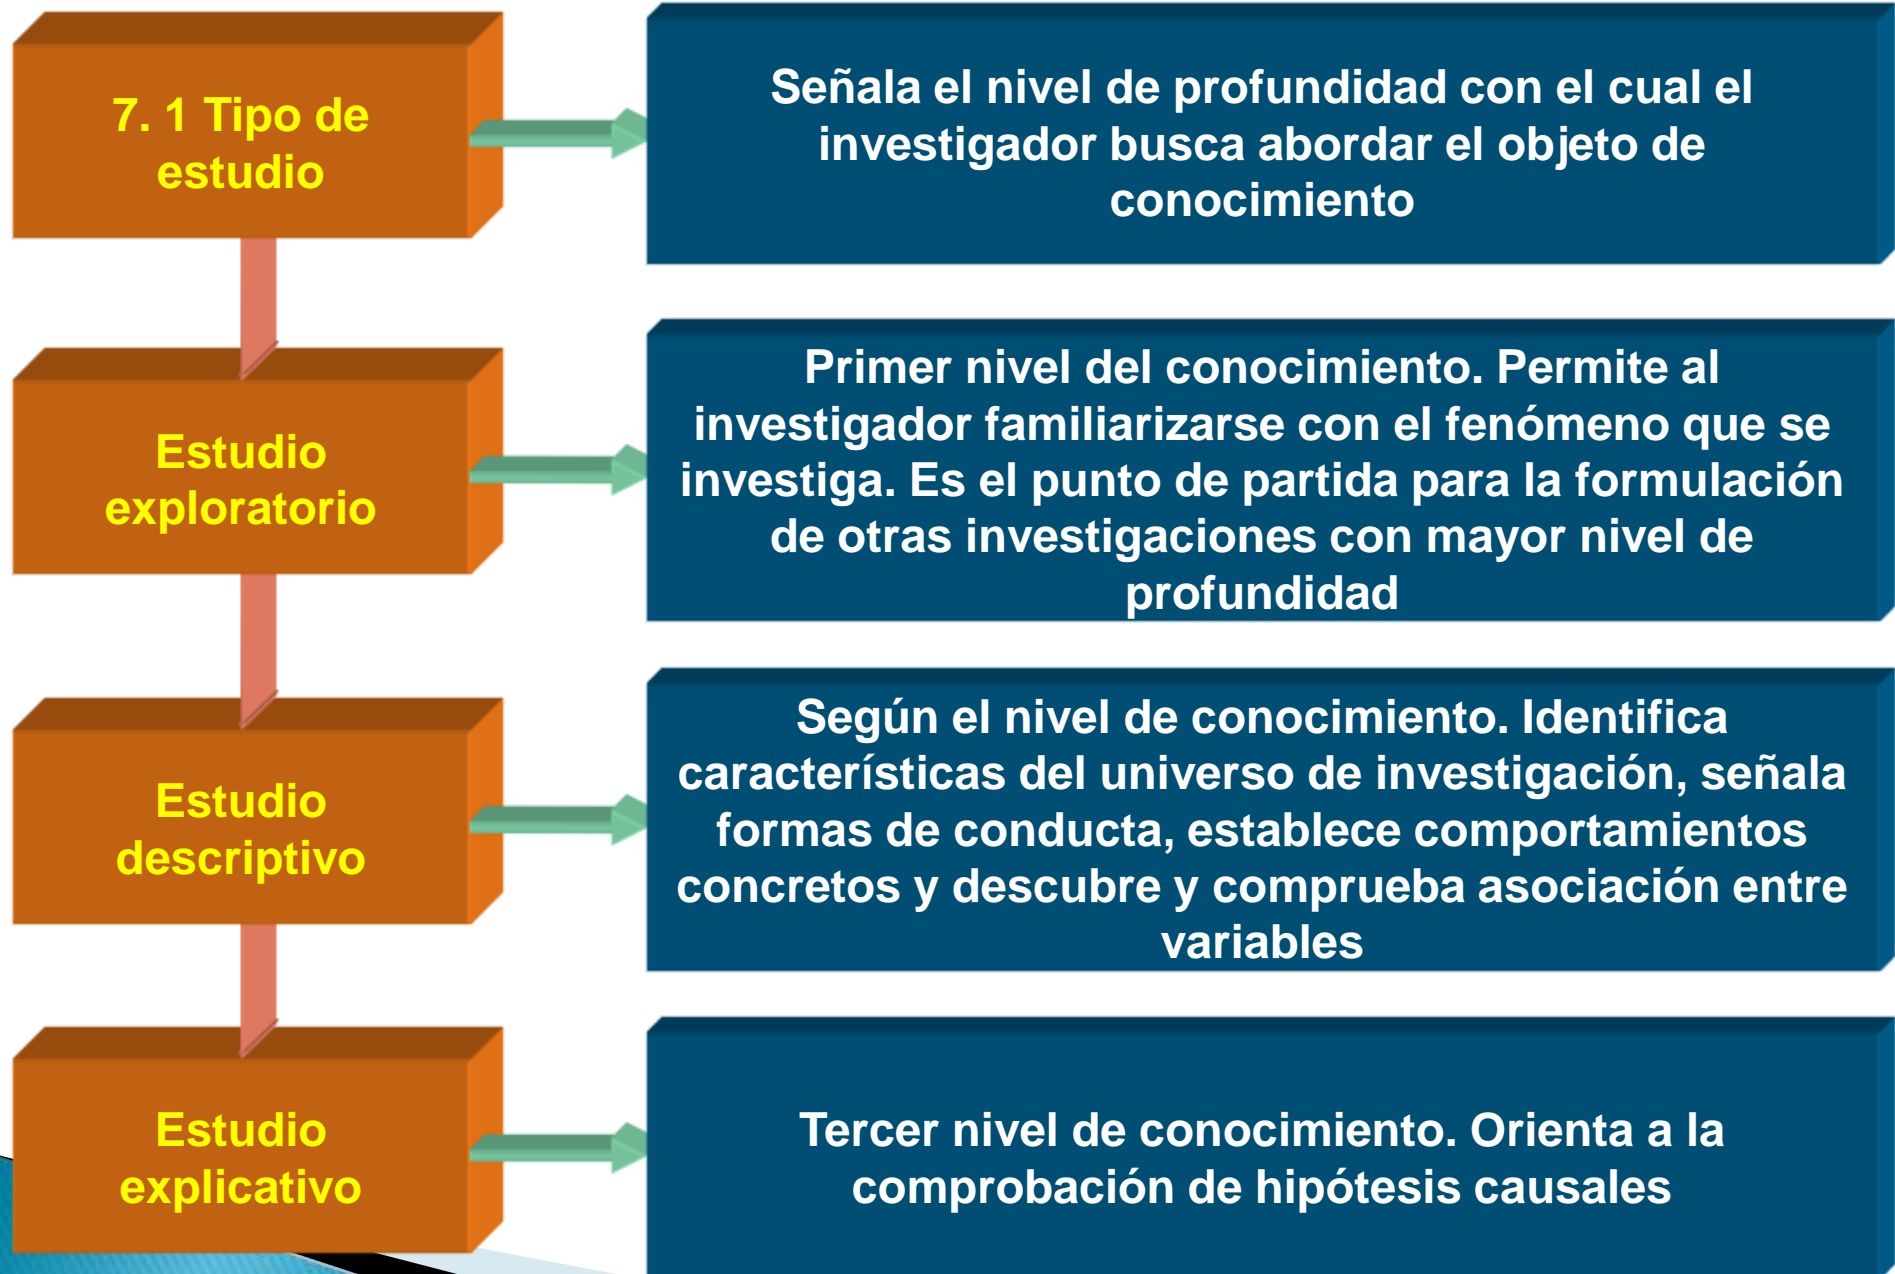 7. 1 Tipo de
estudio
Señala el nivel de profundidad con el cual el
investigador busca abordar el objeto de
conocimiento
Estudio
exploratorio
Primer nivel del conocimiento. Permite al
investigador familiarizarse con el fenómeno que se
investiga. Es el punto de partida para la formulación
de otras investigaciones con mayor nivel de
profundidad
Estudio
descriptivo
Según el nivel de conocimiento. Identifica
características del universo de investigación, señala
formas de conducta, establece comportamientos
concretos y descubre y comprueba asociación entre
variables
Estudio
explicativo
Tercer nivel de conocimiento. Orienta a la
comprobación de hipótesis causales